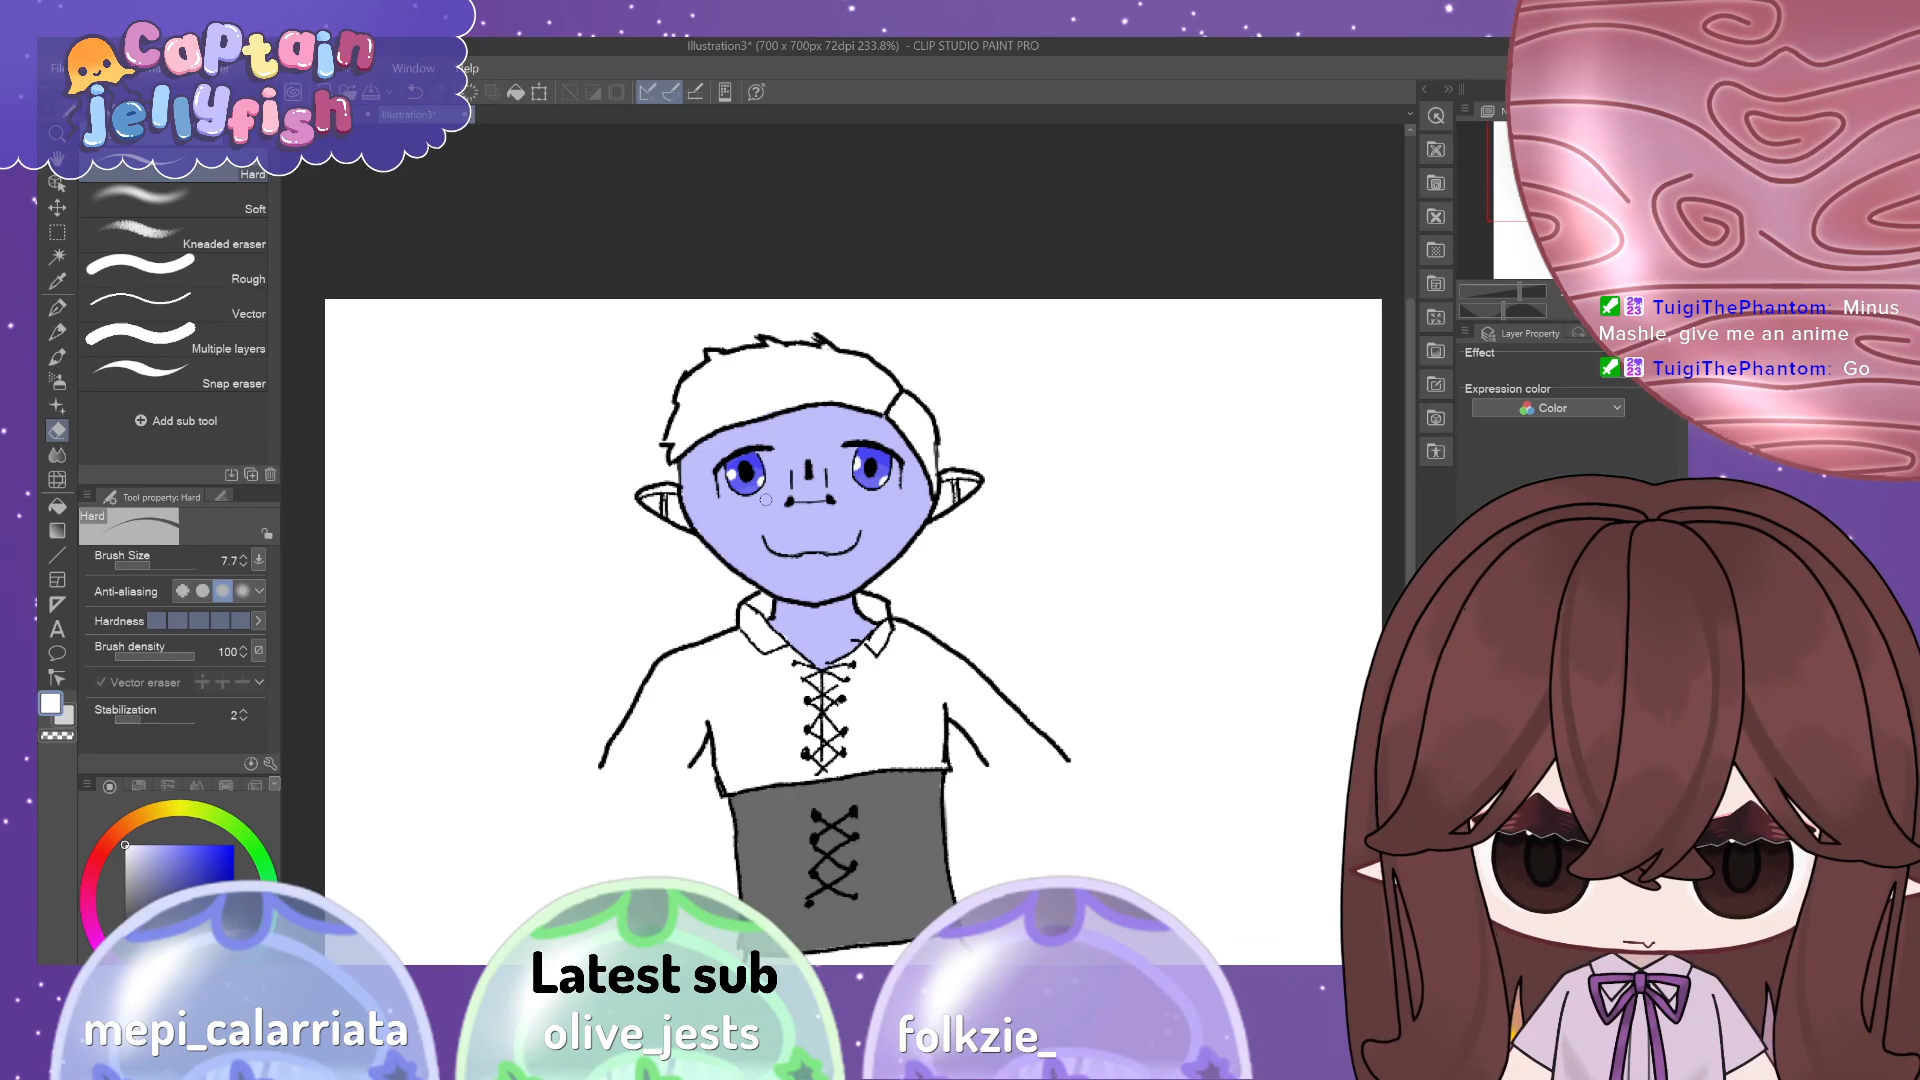 Captain
jellyfish
Illustration3* (700 x 700px 72dpi 233.8%) - CLIP STUDIO PAINT PRO
Window
Help
Illustration3*
Hard
Soft
Kneaded eraser
Rough
Vector
Multiple layers
Snap eraser
Add sub tool
Tool property: Hard
Hard
Brush Size 7.7
Anti-aliasing
Hardness
Brush density 100
Vector eraser
Stabilization 2
Layer Property
Effect
Expression color
Color
TuigiThePhantom: Minus
Mashle, give me an anime
TuigiThePhantom: Go
mepi_calarriata
Latest sub
olive_jests
folkzie_